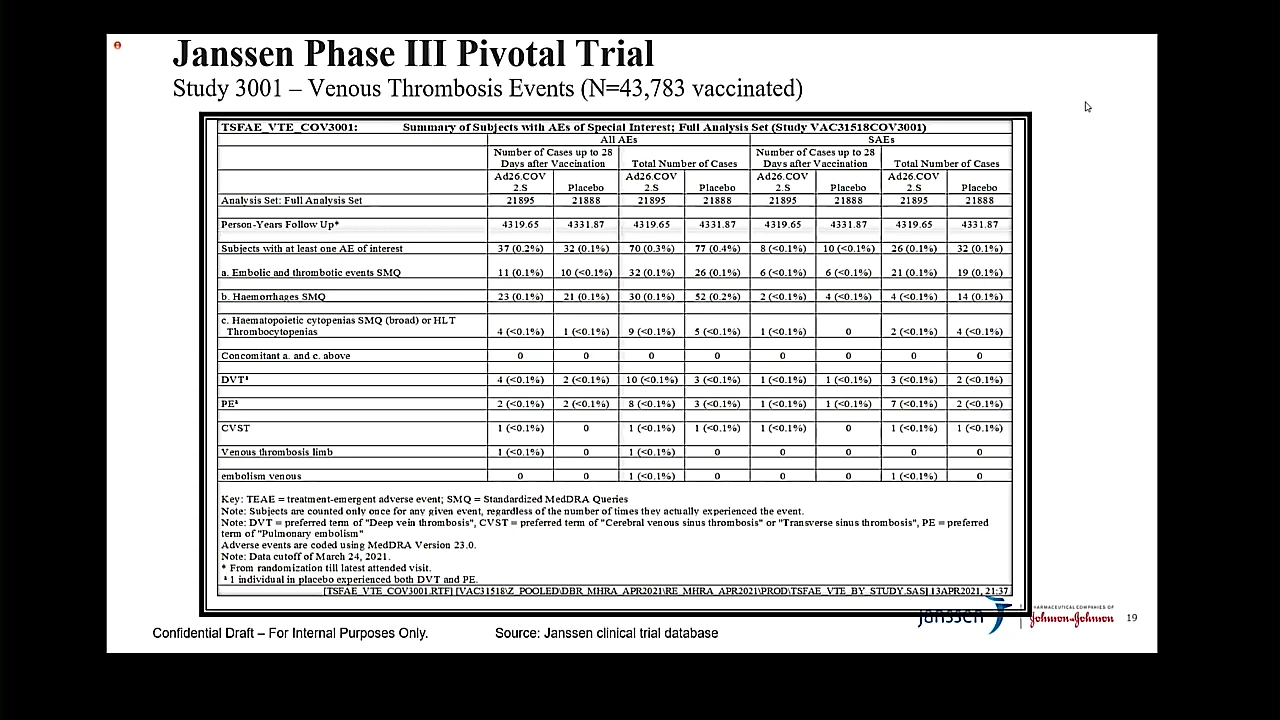 Janssen Phase III Pivotal Trial
Study 3001 – Venous Thrombosis Events (N=43,783 vaccinated)
TSFAE_VTE_COV3001: Summary of Subjects with AEs of Special Interest; Full Analysis Set (Study VAC31518COV3001)
All AEs SAEs
Number of Cases up to 28 Days after Vaccination Total Number of Cases Number of Cases up to 28 Days after Vaccination Total Number of Cases
Ad26.COV 2.S Placebo Ad26.COV 2.S Placebo Ad26.COV 2.S Placebo Ad26.COV 2.S Placebo
Analysis Set: Full Analysis Set 21895 21888 21895 21888 21895 21888 21895 21888
Person-Years Follow Up* 4319.65 4331.87 4319.65 4331.87 4319.65 4331.87 4319.65 4331.87
Subjects with at least one AE of interest 37 (0.2%) 32 (0.1%) 70 (0.3%) 77 (0.4%) 8 (<0.1%) 10 (<0.1%) 26 (0.1%) 32 (0.1%)
a. Embolic and thrombotic events SMQ 11 (0.1%) 10 (<0.1%) 32 (0.1%) 26 (0.1%) 6 (<0.1%) 6 (<0.1%) 21 (0.1%) 19 (0.1%)
b. Haemorrhages SMQ 23 (0.1%) 21 (0.1%) 30 (0.1%) 52 (0.2%) 2 (<0.1%) 4 (<0.1%) 4 (<0.1%) 14 (0.1%)
c. Haematopoietic cytopenias SMQ (broad) or HLT
Thrombocytopenias 4 (<0.1%) 1 (<0.1%) 9 (<0.1%) 5 (<0.1%) 1 (<0.1%) 0 2 (<0.1%) 4 (<0.1%)
Concomitant a. and c. above 0 0 0 0 0 0 0 0
DVTª 4 (<0.1%) 2 (<0.1%) 10 (<0.1%) 3 (<0.1%) 1 (<0.1%) 1 (<0.1%) 3 (<0.1%) 2 (<0.1%)
PEª 2 (<0.1%) 2 (<0.1%) 8 (<0.1%) 3 (<0.1%) 1 (<0.1%) 1 (<0.1%) 7 (<0.1%) 2 (<0.1%)
CVST 1 (<0.1%) 0 1 (<0.1%) 1 (<0.1%) 1 (<0.1%) 0 1 (<0.1%) 1 (<0.1%)
Venous thrombosis limb 1 (<0.1%) 0 1 (<0.1%) 0 0 0 0 0
embolism venous 0 0 1 (<0.1%) 0 0 0 1 (<0.1%) 0
Key: TEAE = treatment-emergent adverse event; SMQ = Standardized MedDRA Queries
Note: Subjects are counted only once for any given event, regardless of the number of times they actually experienced the event.
Note: DVT = preferred term of "Deep vein thrombosis", CVST = preferred term of "Cerebral venous sinus thrombosis" or "Transverse sinus thrombosis", PE = preferred
term of "Pulmonary embolism"
Adverse events are coded using MedDRA Version 23.0.
Note: Data cutoff of March 24, 2021.
* From randomization till latest attended visit.
ª 1 individual in placebo experienced both DVT and PE.
[TSFAE_VTE_COV3001.RTF] [VAC31518\Z_POOLED\DBR_MHRA_APR2021\RE_MHRA_APR2021\PROD\TSFAE_VTE_BY_STUDY.SAS] 13APR2021, 21:37
janssen PHARMACEUTICAL COMPANIES OF Johnson&Johnson 19
Confidential Draft – For Internal Purposes Only. Source: Janssen clinical trial database